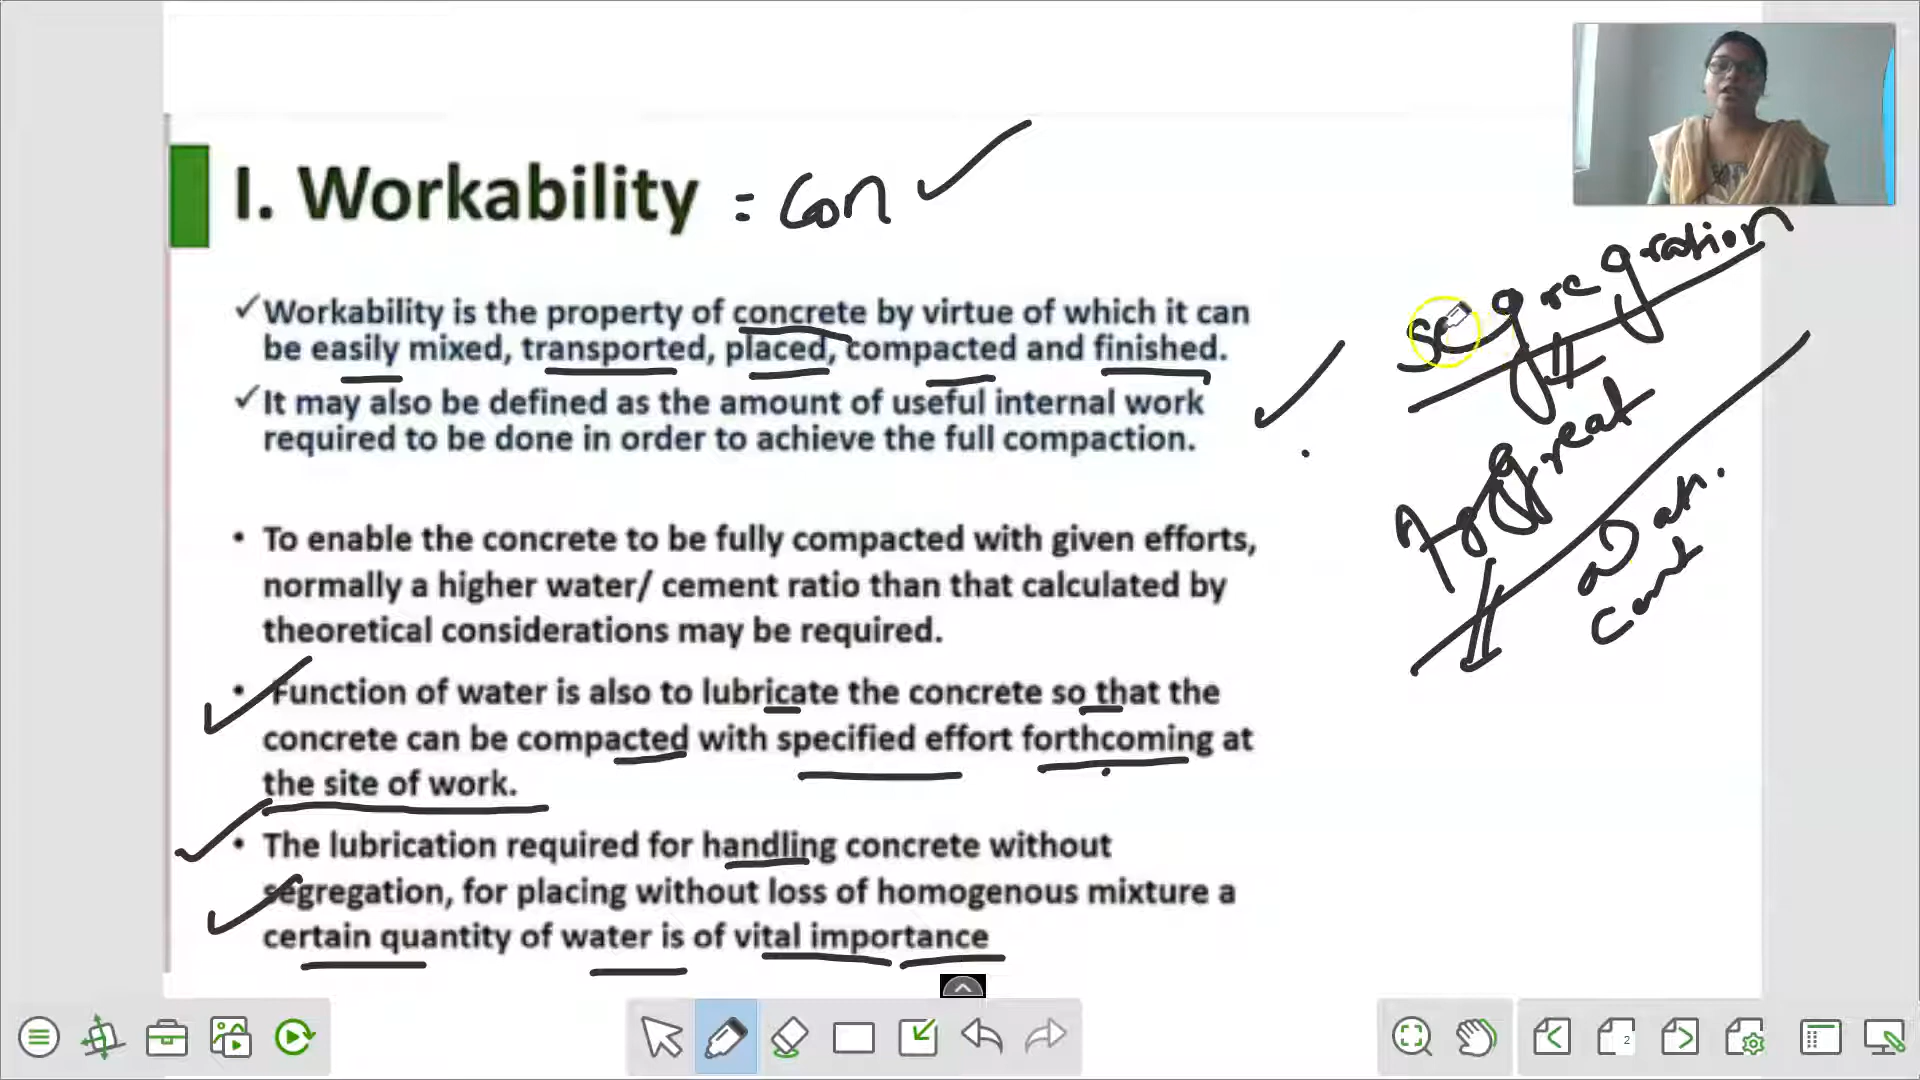 I. Workability = Con
✓Workability is the property of concrete by virtue of which it can
be easily mixed, transported, placed, compacted and finished.
✓It may also be defined as the amount of useful internal work
required to be done in order to achieve the full compaction.
• To enable the concrete to be fully compacted with given efforts,
normally a higher water/ cement ratio than that calculated by
theoretical considerations may be required.
• Function of water is also to lubricate the concrete so that the
concrete can be compacted with specified effort forthcoming at
the site of work.
• The lubrication required for handling concrete without
segregation, for placing without loss of homogenous mixture a
certain quantity of water is of vital importance
Segregration
Aggreat
2